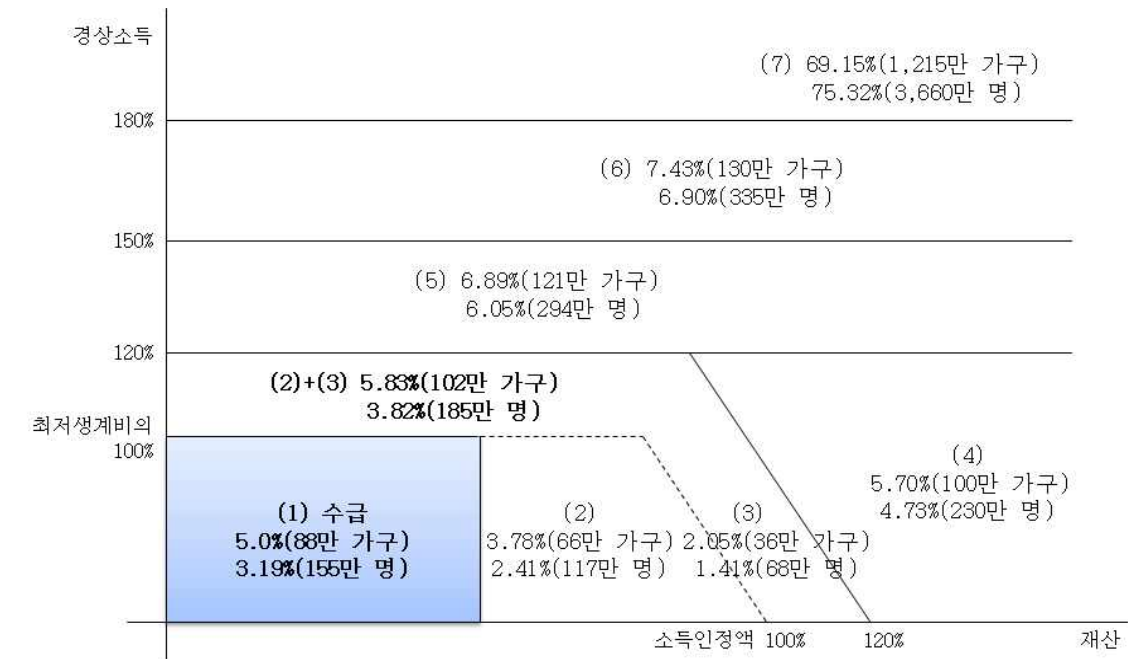 경상소득
(7) 69.15%(1,215만 가구)
75.32%(3,660만 명)
180%
(6) 7.43%(130만 가구)
6.90%(335만 명)
150%
(5) 6.89%(121만 가구)
6.05%(294만 명)
120%
(2)+(3) 5.83%(102만 가구)
3.82%(185만 명)
최저생계비의
100%
(4)
5.70%(100만 가구)
4.73%(230만 명)
(1) 수급
5.0%(88만 가구)
3.19%(155만 명)
(2)
3.78%(66만 가구)
2.41%(117만 명)
(3)
2.05%(36만 가구)
1.41%(68만 명)
소득인정액 100%
120%
재산